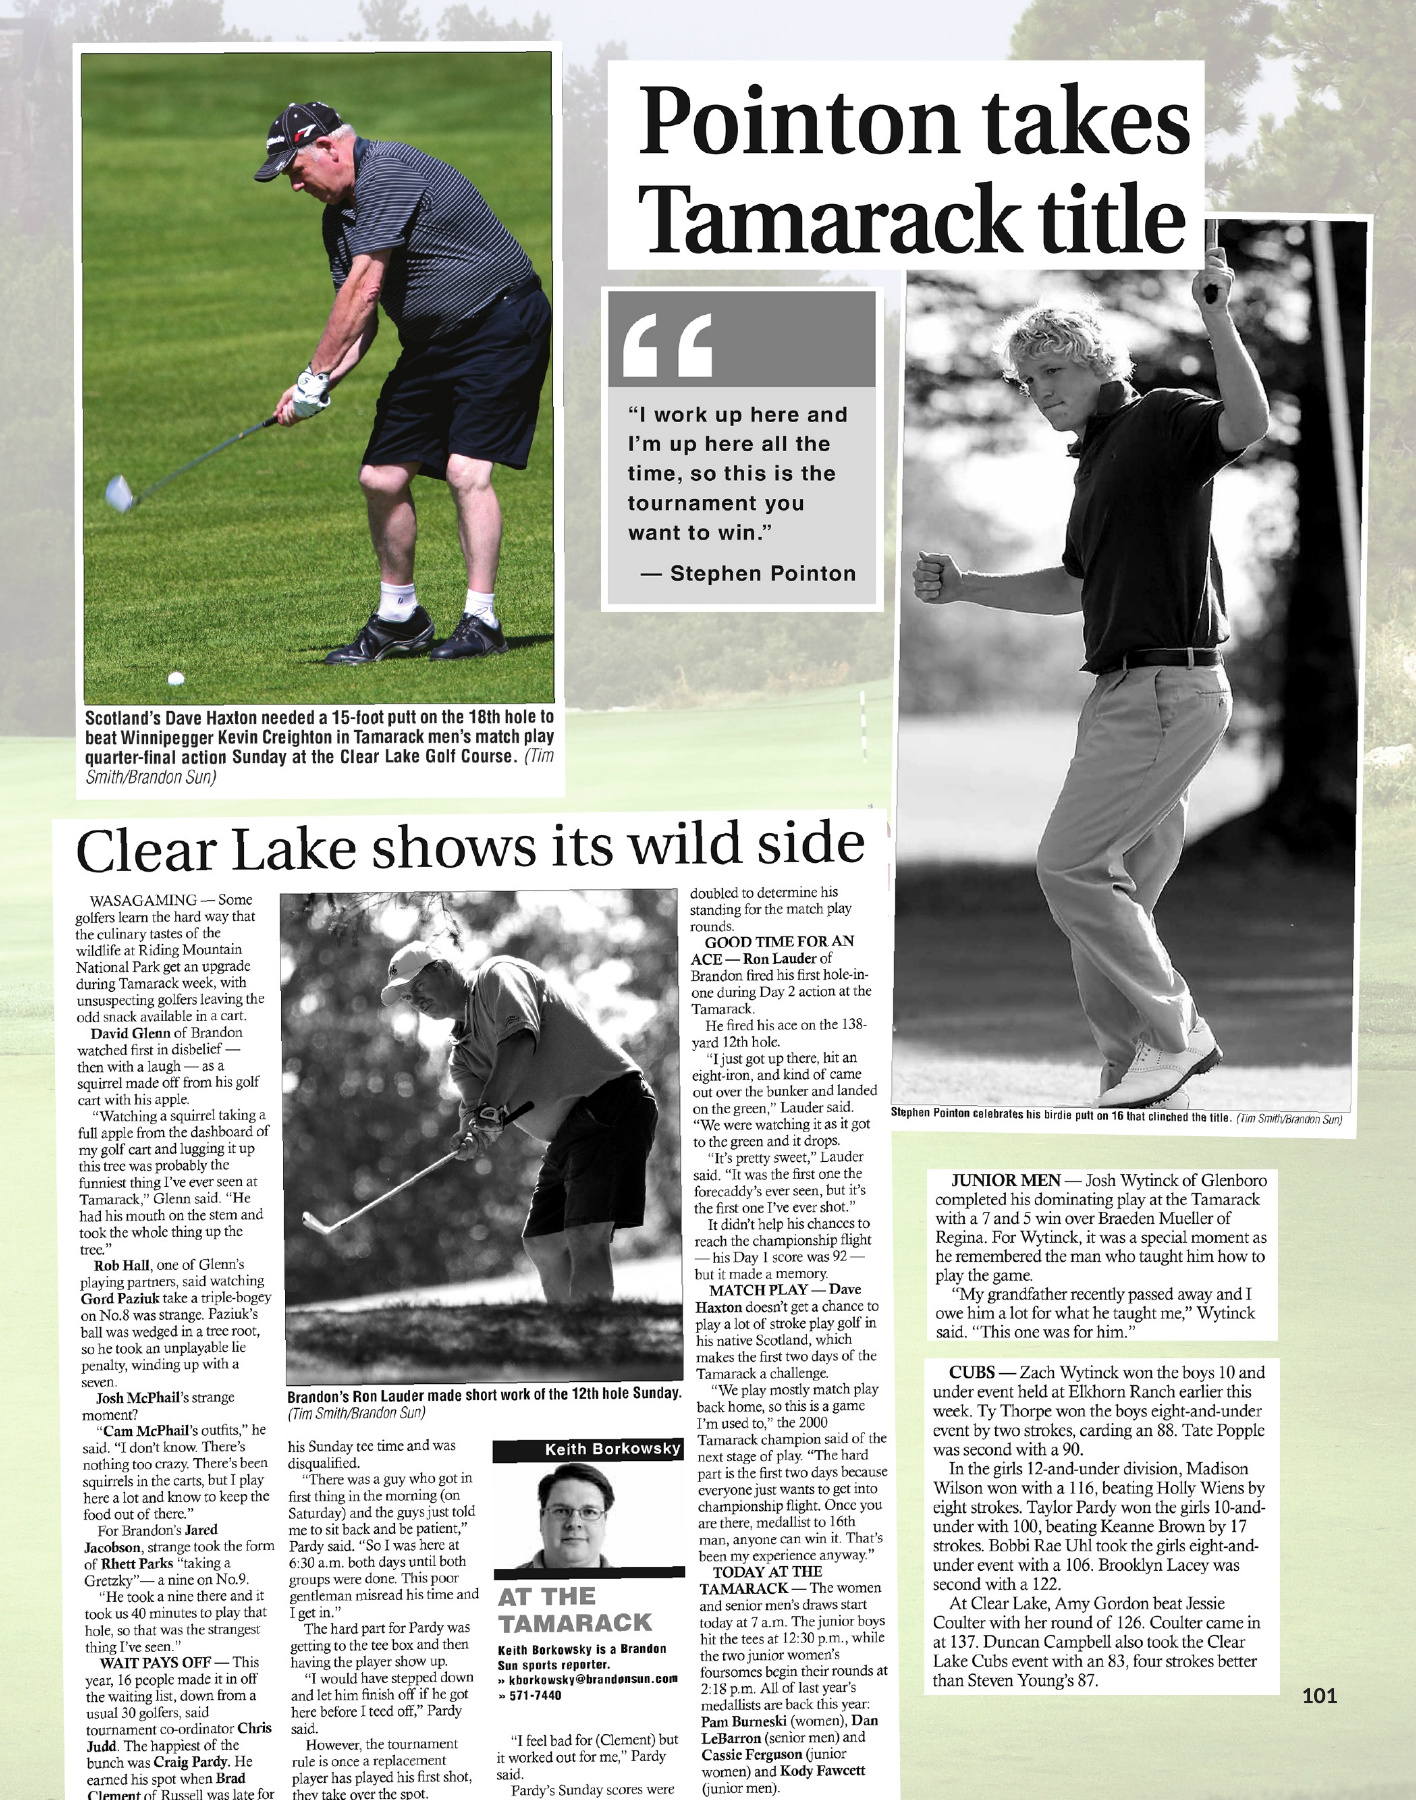 Pointon takes
Tamarack title
“I work up here and
I’m up here all the
time, so this is the
tournament you
want to win.”
— Stephen Pointon
Scotland’s Dave Haxton needed a 15-foot putt on the 18th hole to
beat Winnipegger Kevin Creighton in Tamarack men’s match play
quarter-final action Sunday at the Clear Lake Golf Course. (Tim
Smith/Brandon Sun)
Stephen Pointon celebrates his birdie putt on 16 that clinched the title. (Tim Smith/Brandon Sun)
Clear Lake shows its wild side
WASAGAMING — Some
golfers learn the hard way that
the culinary tastes of the
wildlife at Riding Mountain
National Park get an upgrade
during Tamarack week, with
unsuspecting golfers leaving the
odd snack available in a cart.
David Glenn of Brandon
watched first in disbelief —
then with a laugh — as a
squirrel made off from his golf
cart with his apple.
“Watching a squirrel taking a
full apple from the dashboard of
my golf cart and lugging it up
this tree was probably the
funniest thing I’ve ever seen at
Tamarack,” Glenn said. “He
had his mouth on the stem and
took the whole thing up the
tree.”
Rob Hall, one of Glenn’s
playing partners, said watching
Gord Paziuk take a triple-bogey
on No.8 was strange. Paziuk’s
ball was wedged in a tree root,
so he took an unplayable lie
penalty, winding up with a
seven.
Josh McPhail’s strange
moment?
“Cam McPhail’s outfits,” he
said. “I don’t know. There’s
nothing too crazy. There’s been
squirrels in the carts, but I play
here a lot and know to keep the
food out of there.”
For Brandon’s Jared
Jacobson, strange took the form
of Rhett Parks “taking a
Gretzky”— a nine on No.9.
“He took a nine there and it
took us 40 minutes to play that
hole, so that was the strangest
thing I’ve seen.”
WAIT PAYS OFF — This
year, 16 people made it in off
the waiting list, down from a
usual 30 golfers, said
tournament co-ordinator Chris
Judd. The happiest of the
bunch was Craig Pardy. He
earned his spot when Brad
Clement of Russell was late for
Brandon’s Ron Lauder made short work of the 12th hole Sunday.
(Tim Smith/Brandon Sun)
his Sunday tee time and was
disqualified.
“There was a guy who got in
first thing in the morning (on
Saturday) and the guys just told
me to sit back and be patient,”
Pardy said. “So I was here at
6:30 a.m. both days until both
groups were done. This poor
gentleman misread his time and
I get in.”
The hard part for Pardy was
getting to the tee box and then
having the player show up.
“I would have stepped down
and let him finish off if he got
here before I teed off,” Pardy
said.
However, the tournament
rule is once a replacement
player has played his first shot,
they take over the spot.
Keith Borkowsky
AT THE
TAMARACK
Keith Borkowsky is a Brandon
Sun sports reporter.
» kborkowsky@brandonsun.com
» 571-7440
“I feel bad for (Clement) but
it worked out for me,” Pardy
said.
Pardy’s Sunday scores were
doubled to determine his
standing for the match play
rounds.
GOOD TIME FOR AN
ACE — Ron Lauder of
Brandon fired his first hole-in-
one during Day 2 action at the
Tamarack.
He fired his ace on the 138-
yard 12th hole.
“I just got up there, hit an
eight-iron, and kind of came
out over the bunker and landed
on the green,” Lauder said.
“We were watching it as it got
to the green and it drops.
“It’s pretty sweet,” Lauder
said. “It was the first one the
forecaddy’s ever seen, but it’s
the first one I’ve ever shot.”
It didn’t help his chances to
reach the championship flight
— his Day 1 score was 92 —
but it made a memory.
MATCH PLAY — Dave
Haxton doesn’t get a chance to
play a lot of stroke play golf in
his native Scotland, which
makes the first two days of the
Tamarack a challenge.
“We play mostly match play
back home, so this is a game
I’m used to,” the 2000
Tamarack champion said of the
next stage of play. “The hard
part is the first two days because
everyone just wants to get into
championship flight. Once you
are there, medallist to 16th
man, anyone can win it. That’s
been my experience anyway.”
TODAY AT THE
TAMARACK — The women
and senior men’s draws start
today at 7 a.m. The junior boys
hit the tees at 12:30 p.m., while
the two junior women’s
foursomes begin their rounds at
2:18 p.m. All of last year’s
medallists are back this year:
Pam Burneski (women), Dan
LeBarron (senior men) and
Cassie Ferguson (junior
women) and Kody Fawcett
(junior men).
JUNIOR MEN — Josh Wytinck of Glenboro
completed his dominating play at the Tamarack
with a 7 and 5 win over Braeden Mueller of
Regina. For Wytinck, it was a special moment as
he remembered the man who taught him how to
play the game.
“My grandfather recently passed away and I
owe him a lot for what he taught me,” Wytinck
said. “This one was for him.”
CUBS — Zach Wytinck won the boys 10 and
under event held at Elkhorn Ranch earlier this
week. Ty Thorpe won the boys eight-and-under
event by two strokes, carding an 88. Tate Popple
was second with a 90.
In the girls 12-and-under division, Madison
Wilson won with a 116, beating Holly Wiens by
eight strokes. Taylor Pardy won the girls 10-and-
under with 100, beating Keanne Brown by 17
strokes. Bobbi Rae Uhl took the girls eight-and-
under event with a 106. Brooklyn Lacey was
second with a 122.
At Clear Lake, Amy Gordon beat Jessie
Coulter with her round of 126. Coulter came in
at 137. Duncan Campbell also took the Clear
Lake Cubs event with an 83, four strokes better
than Steven Young’s 87.
101